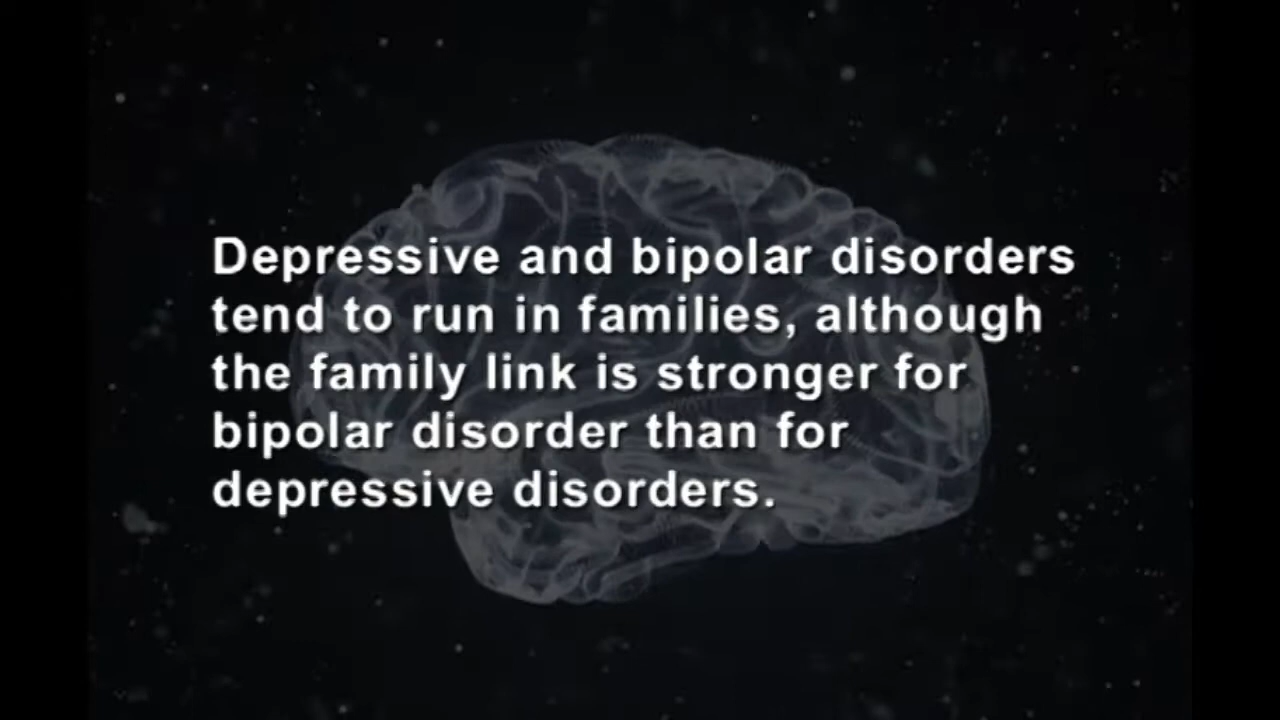 Depressive and bipolar disorders
tend to run in families, although
the family link is stronger for
bipolar disorder than for
depressive disorders.